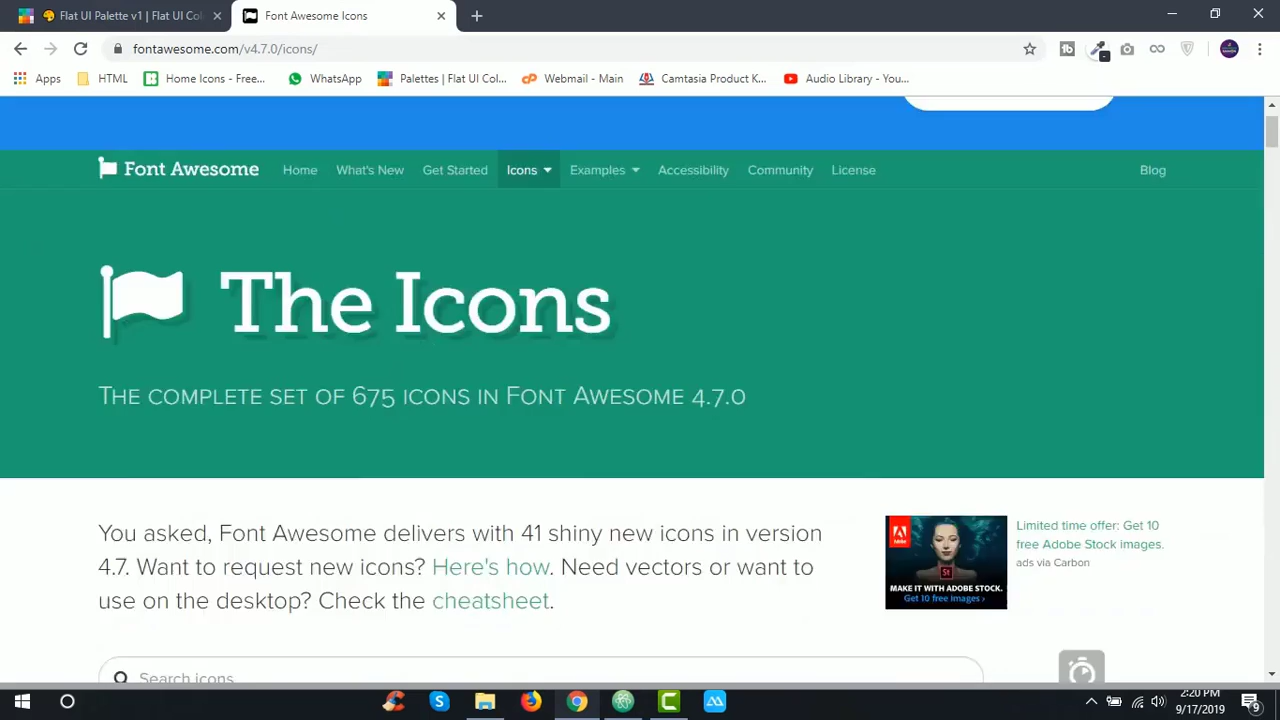 Flat UI Palette v1 | Flat UI Col
Font Awesome Icons
fontawesome.com/v4.7.0/icons/
Apps
HTML
Home Icons - Free...
WhatsApp
Palettes | Flat UI Col...
Webmail - Main
Camtasia Product K...
Audio Library - You...
Font Awesome
Home
What's New
Get Started
Icons
Examples
Accessibility
Community
License
Blog
The Icons
The complete set of 675 icons in Font Awesome 4.7.0
You asked, Font Awesome delivers with 41 shiny new icons in version
4.7. Want to request new icons? Here's how. Need vectors or want to
use on the desktop? Check the cheatsheet.
MAKE IT WITH ADOBE STOCK.
Get 10 free images ›
Limited time offer: Get 10
free Adobe Stock images.
ads via Carbon
Search icons
2:20 PM
9/17/2019